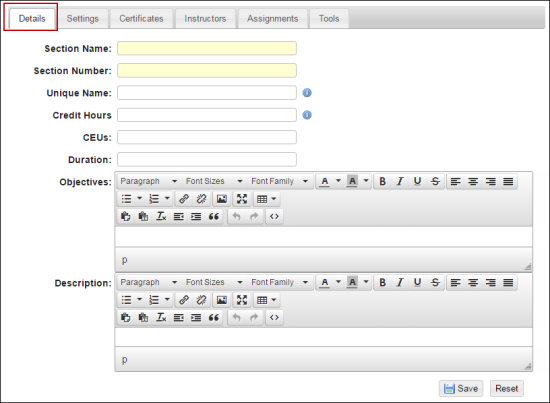 Details Settings Certificates Instructors Assignments Tools
Section Name:
Section Number:
Unique Name: i
Credit Hours i
CEUs:
Duration:
Objectives: Paragraph Font Sizes Font Family A A B I U S
p
Description: Paragraph Font Sizes Font Family A A B I U S
p
Save Reset